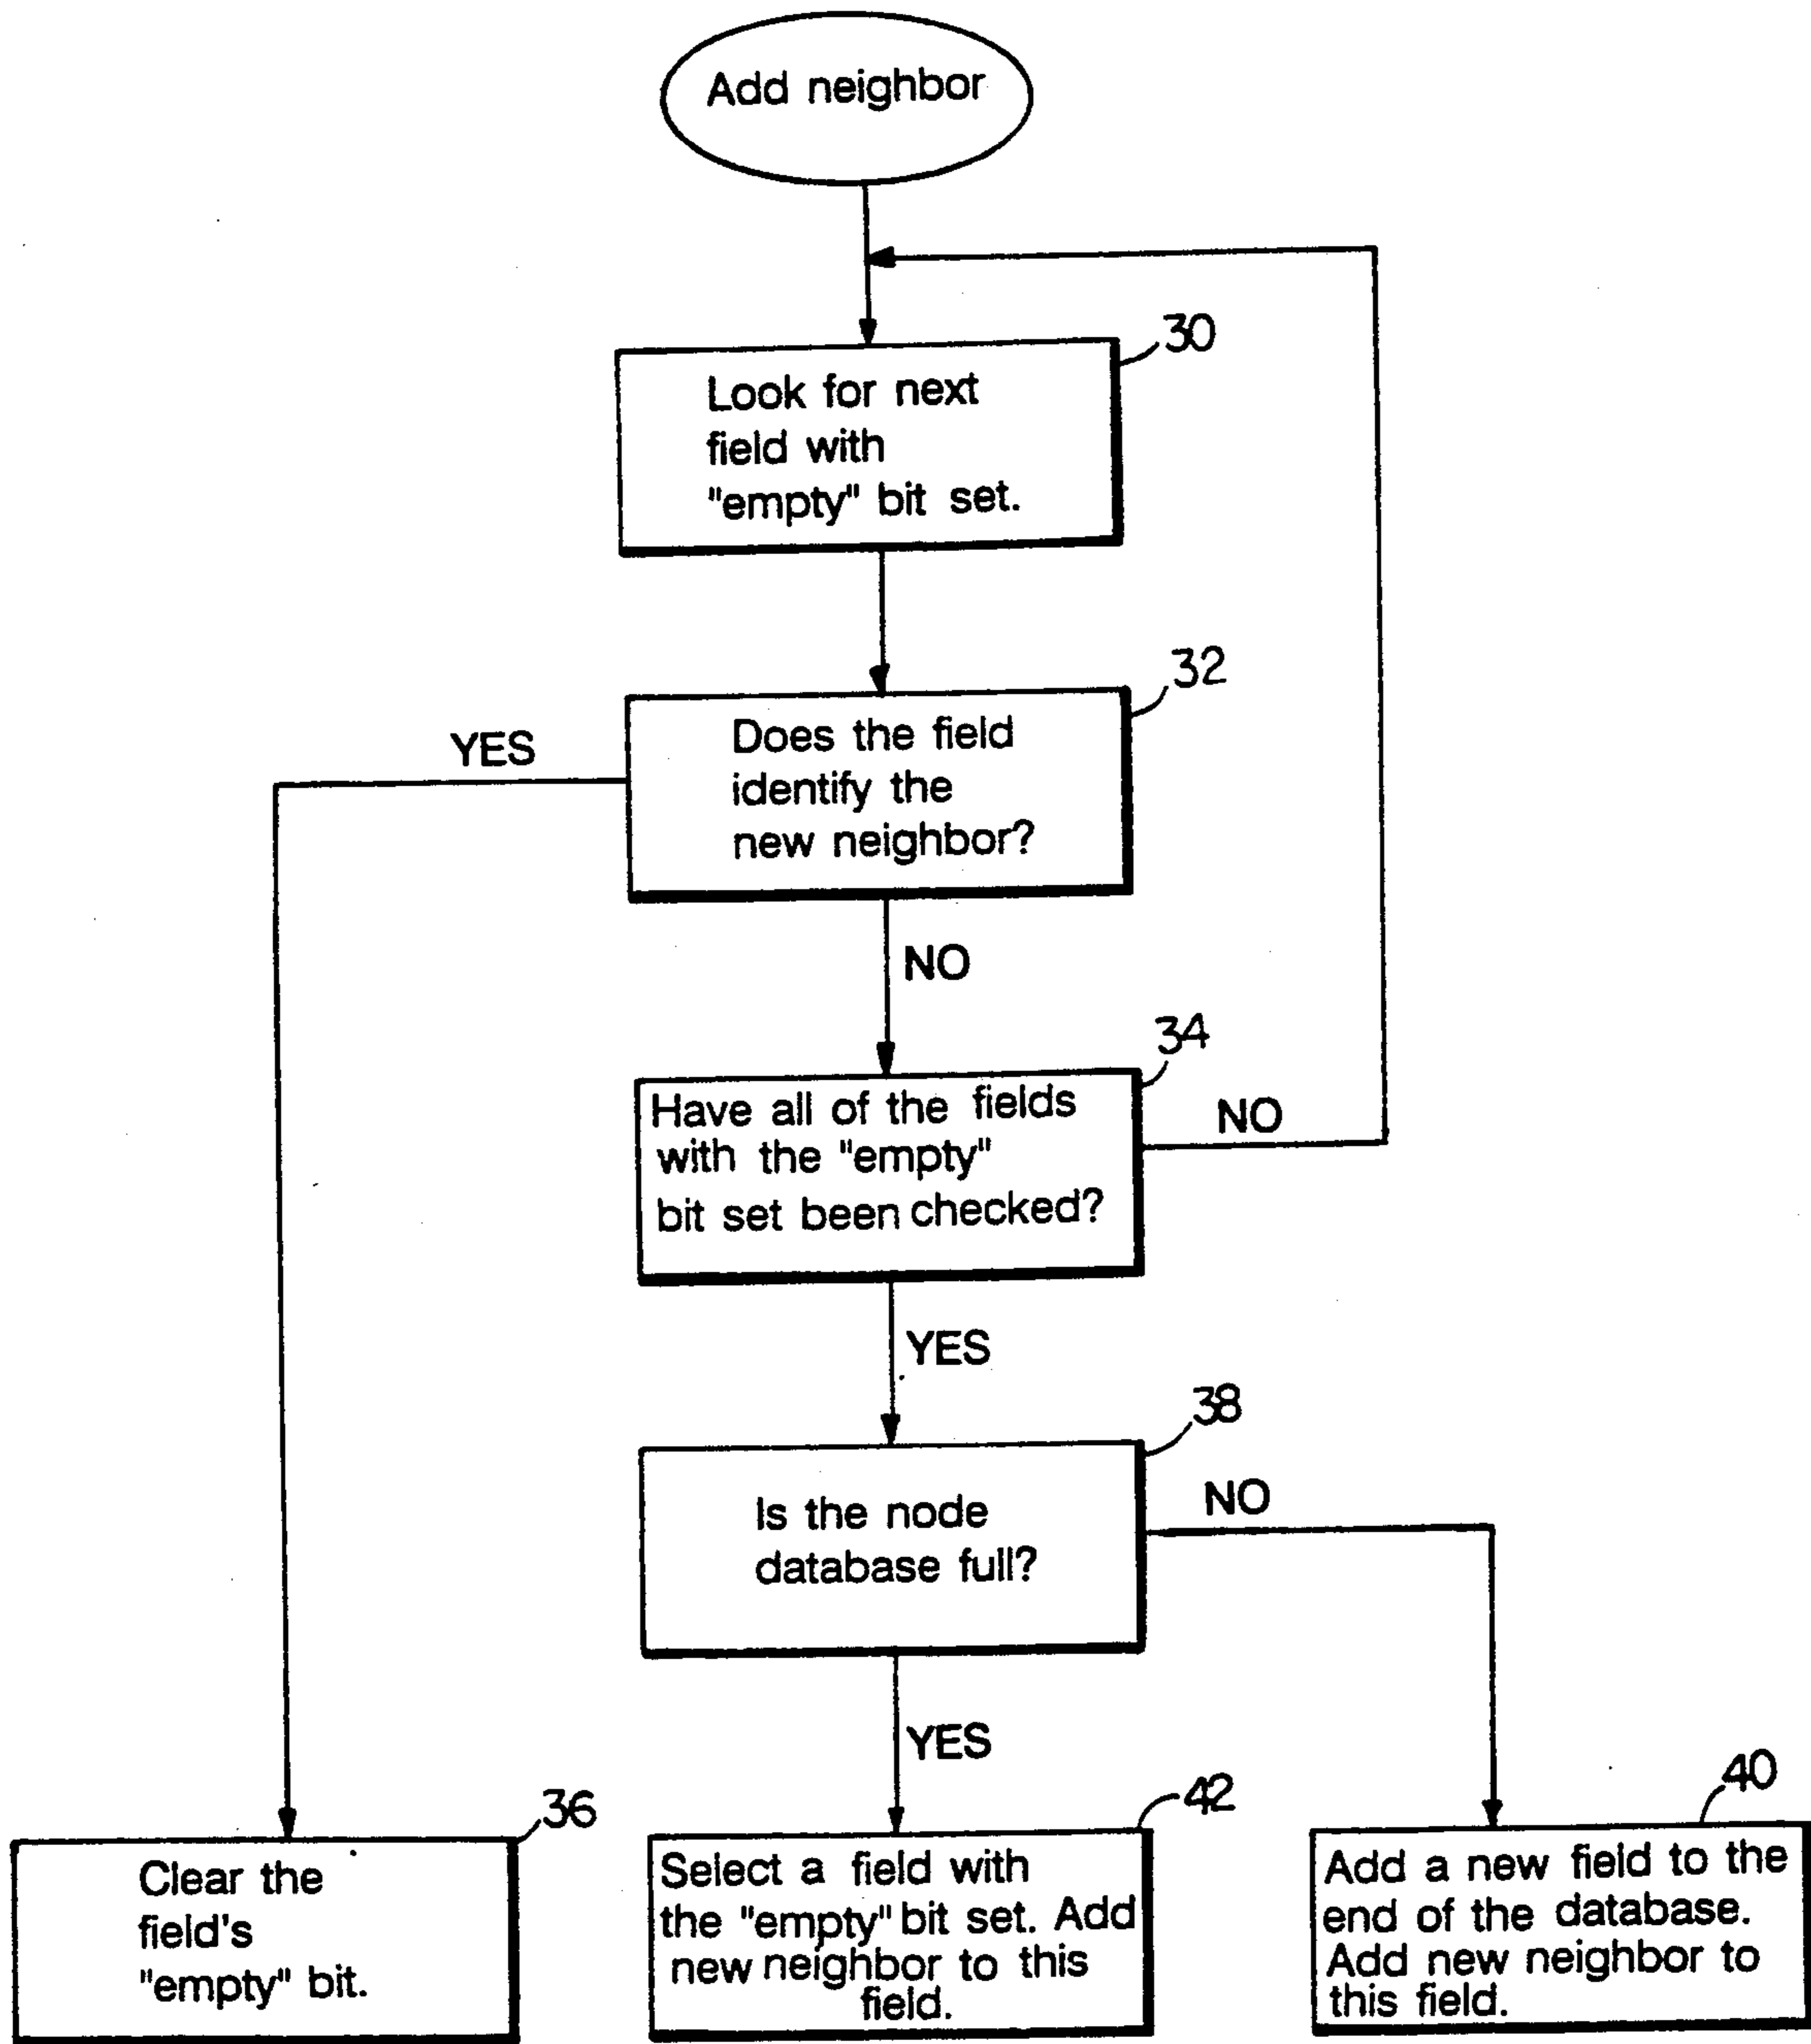 Add neighbor
30
Look for next
field with
"empty" bit set.
32
Does the field
identify the
new neighbor?
YES
NO
34
Have all of the fields
with the "empty"
bit set been checked?
NO
YES
38
Is the node
database full?
NO
YES
36
Clear the
field's
"empty" bit.
42
Select a field with
the "empty" bit set. Add
new neighbor to this
field.
40
Add a new field to the
end of the database.
Add new neighbor to
this field.